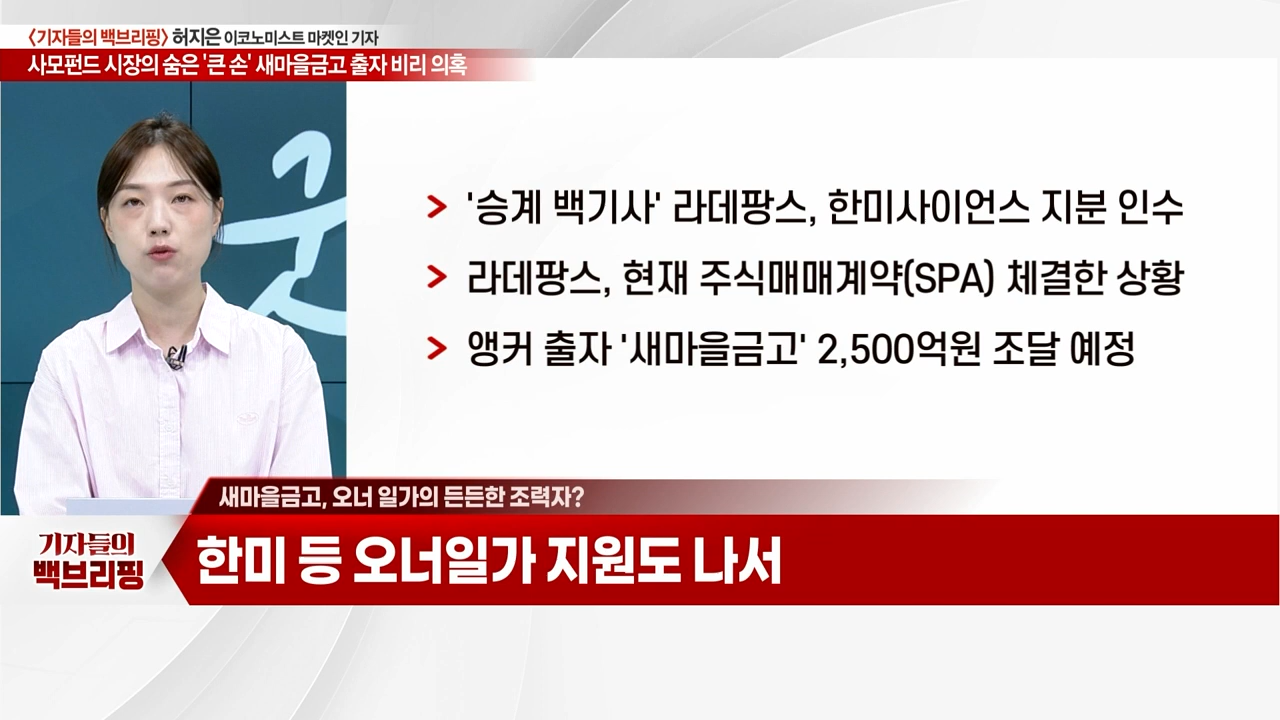 〈기자들의 백브리핑〉 허지은 이코노미스트 마켓인 기자
사모펀드 시장의 숨은 '큰 손' 새마을금고 출자 비리 의혹
> '승계 백기사' 라데팡스, 한미사이언스 지분 인수
> 라데팡스, 현재 주식매매계약(SPA) 체결한 상황
> 앵커 출자 '새마을금고' 2,500억원 조달 예정
새마을금고, 오너 일가의 든든한 조력자?
기자들의
백브리핑
한미 등 오너일가 지원도 나서